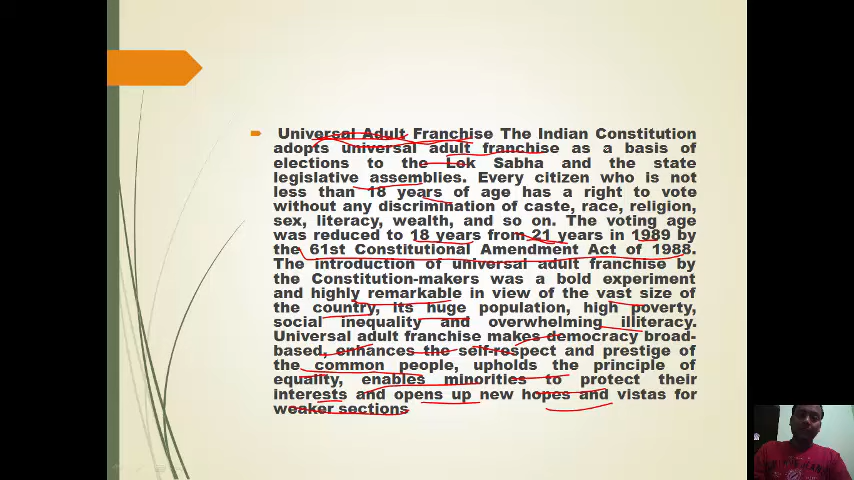 Universal Adult Franchise The Indian Constitution
adopts universal adult franchise as a basis of
elections to the Lok Sabha and the state
legislative assemblies. Every citizen who is not
less than 18 years of age has a right to vote
without any discrimination of caste, race, religion,
sex, literacy, wealth, and so on. The voting age
was reduced to 18 years from 21 years in 1989 by
the 61st Constitutional Amendment Act of 1988.
The introduction of universal adult franchise by
the Constitution-makers was a bold experiment
and highly remarkable in view of the vast size of
the country, its huge population, high poverty,
social inequality and overwhelming illiteracy.
Universal adult franchise makes democracy broad-
based, enhances the self-respect and prestige of
the common people, upholds the principle of
equality, enables minorities to protect their
interests and opens up new hopes and vistas for
weaker sections